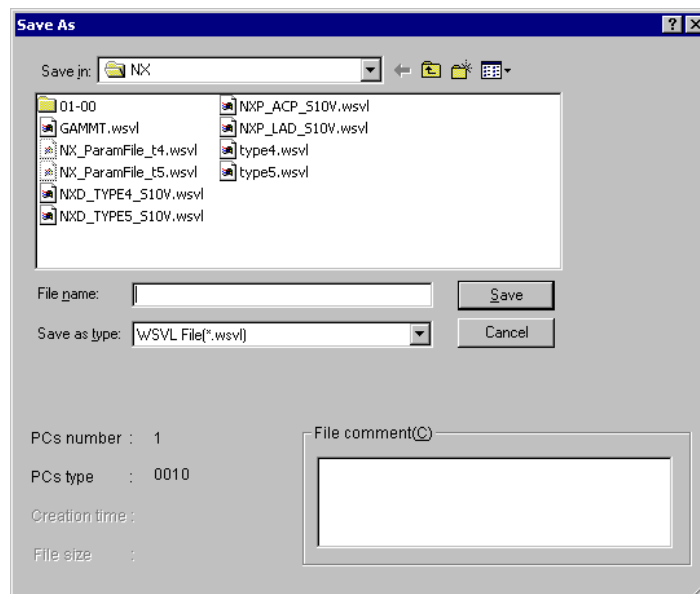 Save As
Save in: NX
01-00
GAMMT.wsvl
NX_ParamFile_t4.wsvl
NX_ParamFile_t5.wsvl
NXD_TYPE4_S10V.wsvl
NXD_TYPE5_S10V.wsvl
NXP_ACP_S10V.wsvl
NXP_LAD_S10V.wsvl
type4.wsvl
type5.wsvl
File name:
Save
Save as type: WSVL File(*.wsvl)
Cancel
PCs number : 1
PCs type : 0010
Creation time :
File size :
File comment(C)